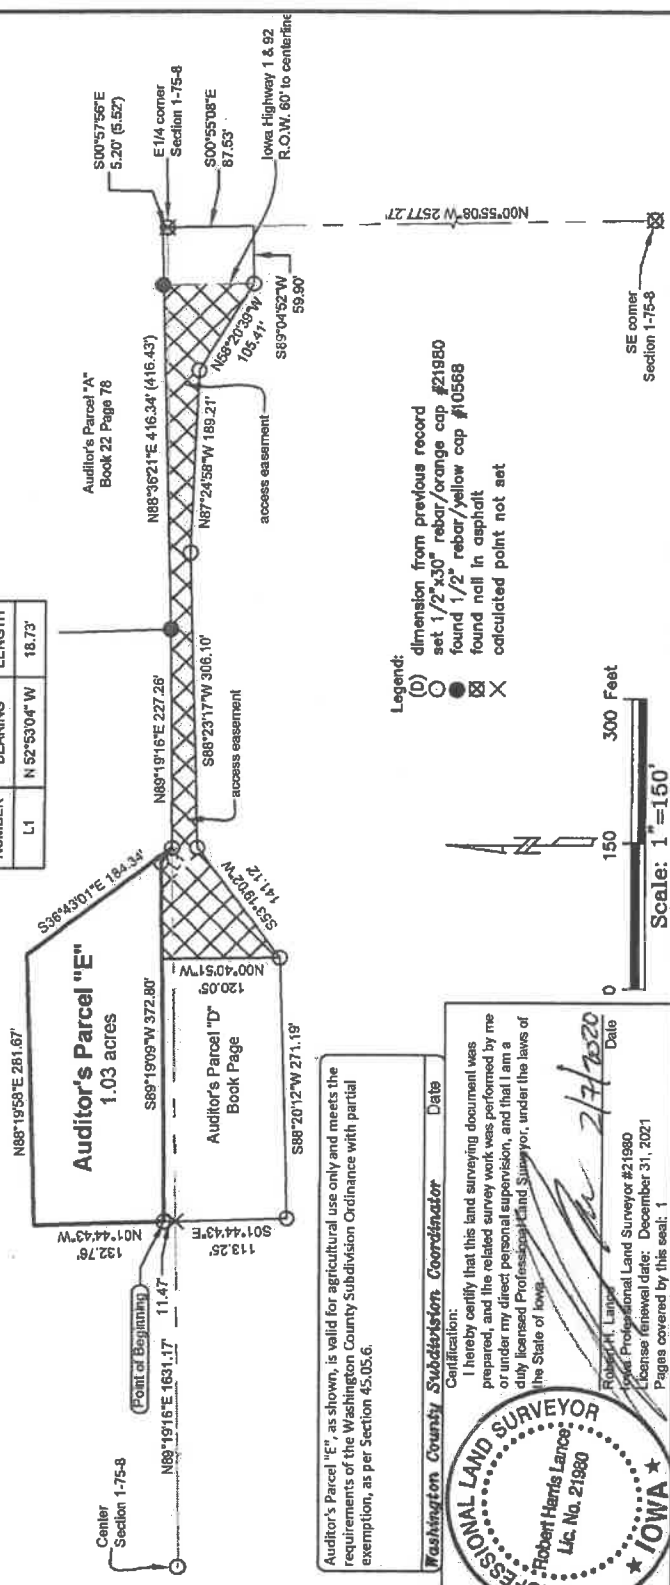 NUMBER BEARING LENGTH
L1 N 52°53'04" W 18.73'
S00°57'56"E
5.20' (5.52')
E1/4 corner
Section 1-75-8
S00°55'08"E
87.53'
Iowa Highway 1 & 92
R.O.W. 60' to centerline
Auditor's Parcel "A"
Book 22 Page 78
N88°36'21"E 416.34' (416.43')
N58°20'39"W
105.41'
S89°04'52"W
59.90'
N00°55'08"W 2577.27'
SE corner
Section 1-75-8
N87°24'58"W 189.21'
access easement
N89°19'16"E 227.26'
S88°23'17"W 306.10'
access easement
N88°19'58"E 281.67'
S36°43'01"E 184.34'
Auditor's Parcel "E"
1.03 acres
N01°44'43"W
132.76'
S89°19'09"W 372.80'
S53°19'02"W
141.12'
N00°40'51"W
120.05'
Auditor's Parcel "D"
Book Page
S01°44'43"E
113.25'
S88°20'12"W 271.19'
Point of Beginning
11.47'
N89°19'16"E 1631.17'
Center
Section 1-75-8
Legend:
(D) dimension from previous record
set 1/2"x30" rebar/orange cap #21980
found 1/2" rebar/yellow cap #10568
found nail in asphalt
calculated point not set
N
0 150 300 Feet
Scale: 1"=150'
Auditor's Parcel "E", as shown, is valid for agricultural use only and meets the
requirements of the Washington County Subdivision Ordinance with partial
exemption, as per Section 45.05.6.
Washington County Subdivision Coordinator Date
Certification:
I hereby certify that this land surveying document was
prepared, and the related survey work was performed by me
or under my direct personal supervision, and that I am a
duly licensed Professional Land Surveyor, under the laws of
the State of Iowa.
2/7/2020
Robert H. Lance Date
Iowa Professional Land Surveyor #21980
License renewal date: December 31, 2021
Pages covered by this seal: 1
LAND SURVEYOR
Robert Harris Lance
Lic. No. 21980
★ IOWA ★